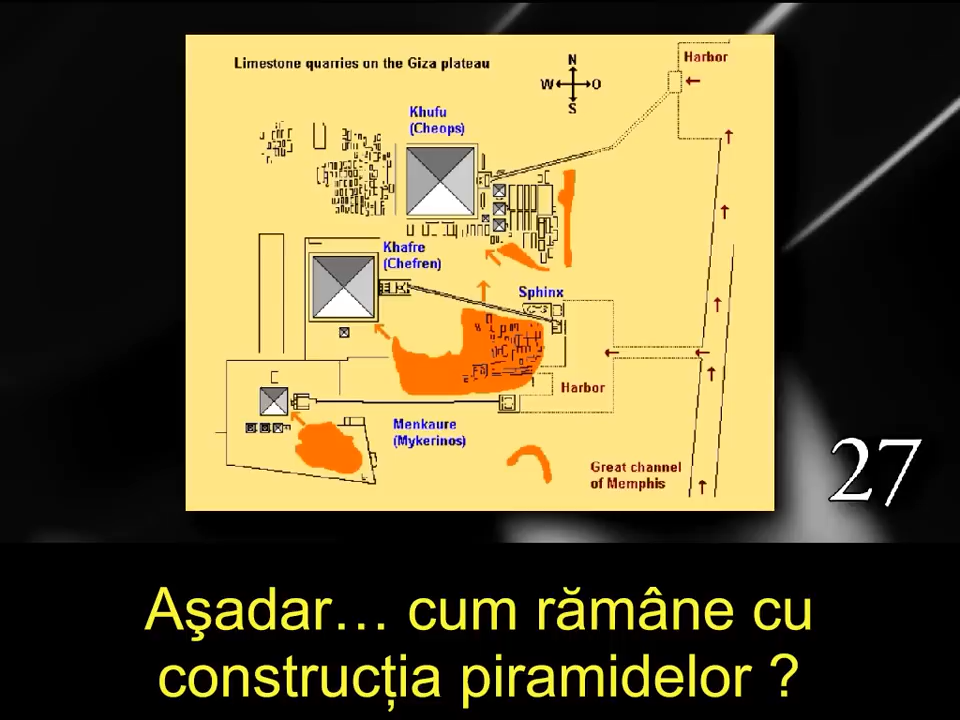 Limestone quarries on the Giza plateau
N
W O
S
Harbor
Khufu
(Cheops)
Khafre
(Chefren)
Sphinx
Harbor
Menkaure
(Mykerinos)
Great channel
of Memphis
27
Aşadar… cum rămâne cu
construcţia piramidelor ?